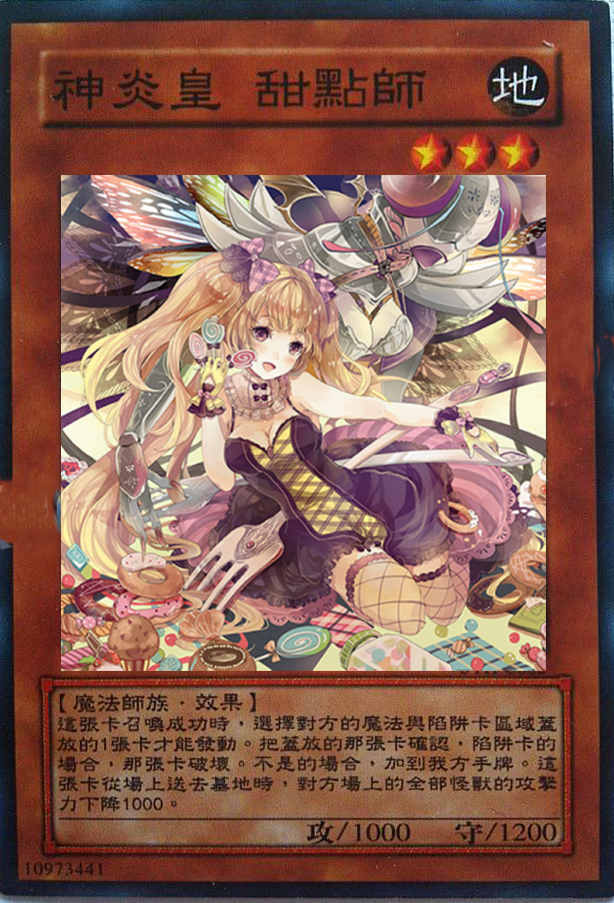 神炎皇 甜點師
地
【魔法師族・效果】
這張卡召喚成功時，選擇對方的魔法與陷阱卡區域蓋
放的1張卡才能發動。把蓋放的那張卡確認，陷阱卡的
場合，那張卡破壞。不是的場合，加到我方手牌。這
張卡從場上送去墓地時，對方場上的全部怪獸的攻擊
力下降1000。
攻/1000 守/1200
10973441